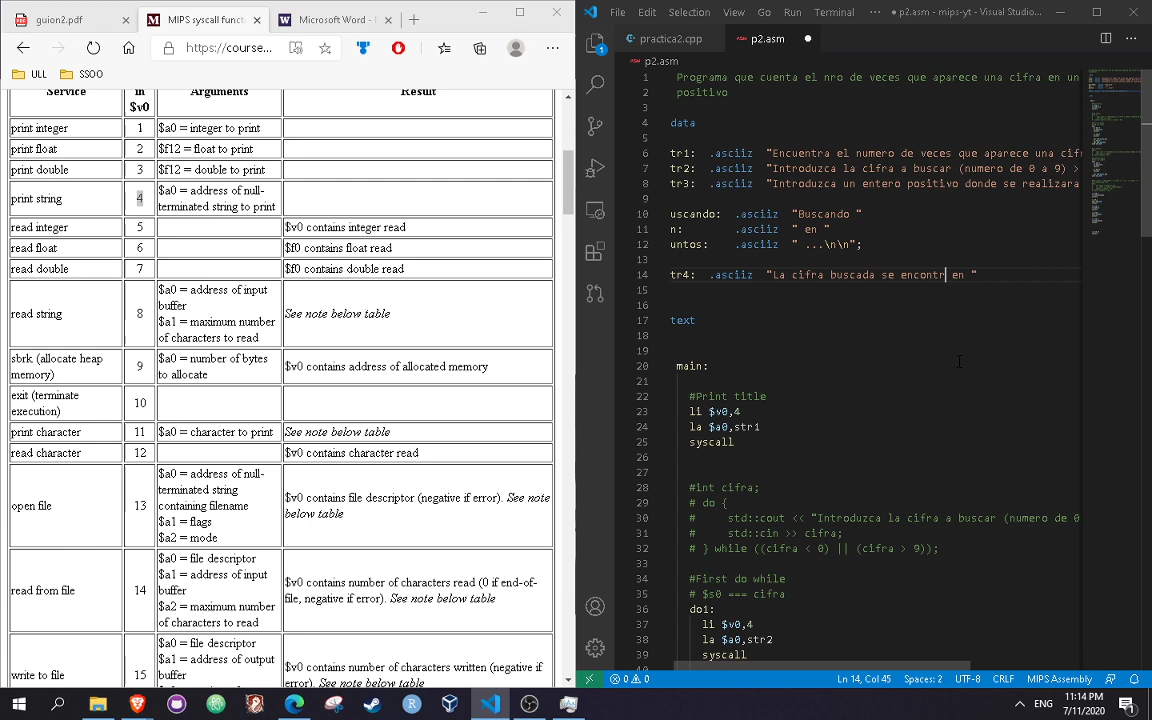 guion2.pdf
MIPS syscall functi
Microsoft Word -
https://course...
ULL
SSOO
Service in $v0 Arguments Result
print integer 1 $a0 = integer to print
print float 2 $f12 = float to print
print double 3 $f12 = double to print
print string 4 $a0 = address of null-terminated string to print
read integer 5 $v0 contains integer read
read float 6 $f0 contains float read
read double 7 $f0 contains double read
read string 8 $a0 = address of input buffer
$a1 = maximum number of characters to read
See note below table
sbrk (allocate heap memory) 9 $a0 = number of bytes to allocate $v0 contains address of allocated memory
exit (terminate execution) 10
print character 11 $a0 = character to print See note below table
read character 12 $v0 contains character read
open file 13 $a0 = address of null-terminated string containing filename
$a1 = flags
$a2 = mode
$v0 contains file descriptor (negative if error). See note below table
read from file 14 $a0 = file descriptor
$a1 = address of input buffer
$a2 = maximum number of characters to read
$v0 contains number of characters read (0 if end-of-file, negative if error). See note below table
write to file 15 $a0 = file descriptor
$a1 = address of output buffer
$v0 contains number of characters written (negative if error). See note below table
File Edit Selection View Go Run Terminal ... p2.asm - mips-yt - Visual Studio...
practica2.cpp
p2.asm
p2.asm
1 Programa que cuenta el nro de veces que aparece una cifra en un
2 positivo
3
4 data
5
6 tr1: .asciiz "Encuentra el numero de veces que aparece una cifr
7 tr2: .asciiz "Introduzca la cifra a buscar (numero de 0 a 9) >
8 tr3: .asciiz "Introduzca un entero positivo donde se realizara
9
10 uscando: .asciiz "Buscando "
11 n: .asciiz " en "
12 untos: .asciiz " ...\n\n";
13
14 tr4: .asciiz "La cifra buscada se encontr en "
15
16
17 text
18
19
20 main:
21
22 #Print title
23 li $v0,4
24 la $a0,str1
25 syscall
26
27
28 #int cifra;
29 # do {
30 # std::cout << "Introduzca la cifra a buscar (numero de 0
31 # std::cin >> cifra;
32 # } while ((cifra < 0) || (cifra > 9));
33
34 #First do while
35 # $s0 === cifra
36 do1:
37 li $v0,4
38 la $a0,str2
39 syscall
40
0 0
Ln 14, Col 45
Spaces: 2
UTF-8
CRLF
MIPS Assembly
ENG
11:14 PM
7/11/2020
1